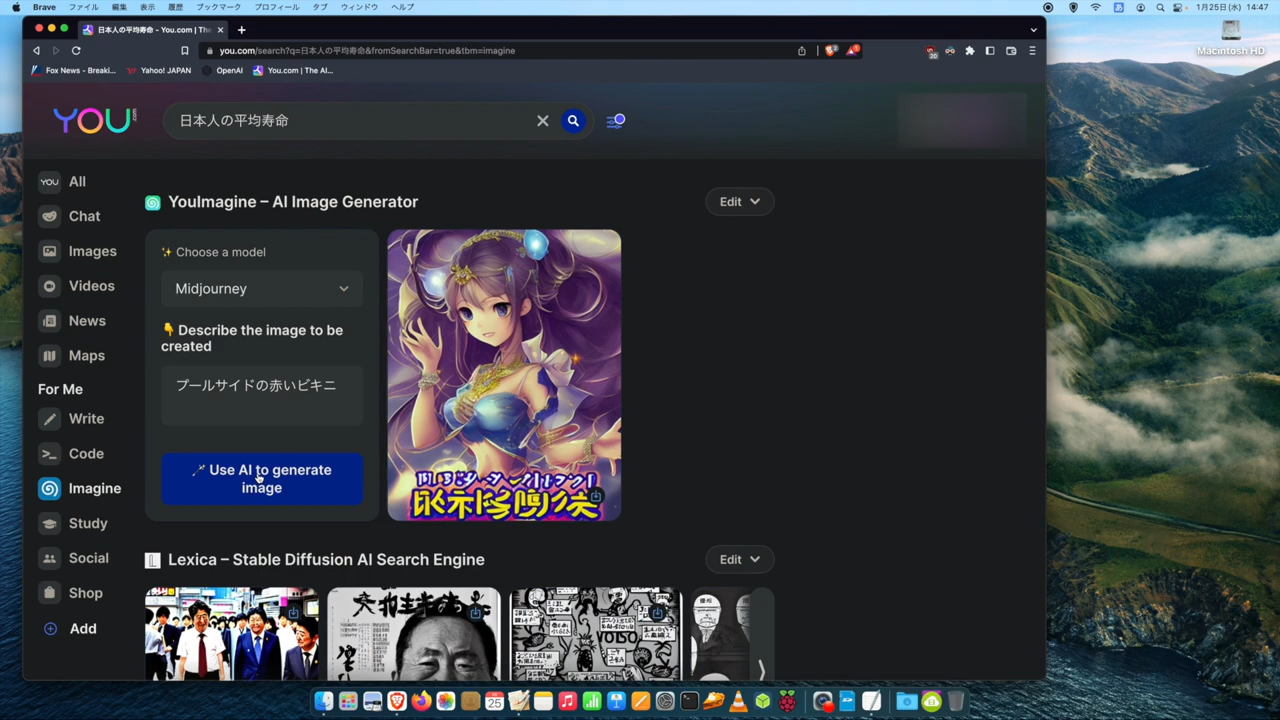 Brave ファイル 編集 表示 履歴 ブックマーク プロフィール タブ ウィンドウ ヘルプ
あ 1月25日(水) 14:47
日本人の平均寿命 - You.com | The
you.com/search?q=日本人の平均寿命&fromSearchBar=true&tbm=imagine
Fox News - Breaki... Yahoo! JAPAN OpenAI You.com | The AI...
Macintosh HD
YOU.com
日本人の平均寿命
YOU All
Chat
Images
Videos
News
Maps
For Me
Write
Code
Imagine
Study
Social
Shop
Add
YouImagine – AI Image Generator
Edit
✨ Choose a model
Midjourney
👇 Describe the image to be
created
プールサイドの赤いビキニ
Use AI to generate
image
Lexica – Stable Diffusion AI Search Engine
Edit